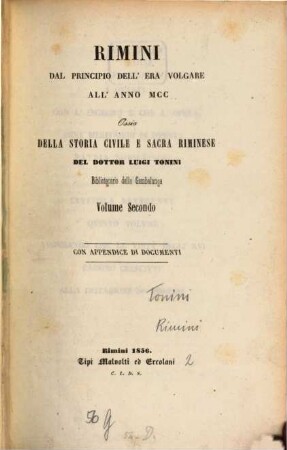 RIMINI
DAL PRINCIPIO DELL' ERA VOLGARE
ALL' ANNO MCC
Ossia
DELLA STORIA CIVILE E SACRA RIMINESE
DEL DOTTOR LUIGI TONINI
Bibliotecario della Gambalunga
Volume Secondo
CON APPENDICE DI DOCUMENTI
Tonini
Rimini
2
Rimini 1856.
Tipi Malvolti ed Ercolani
C. L. D. S.